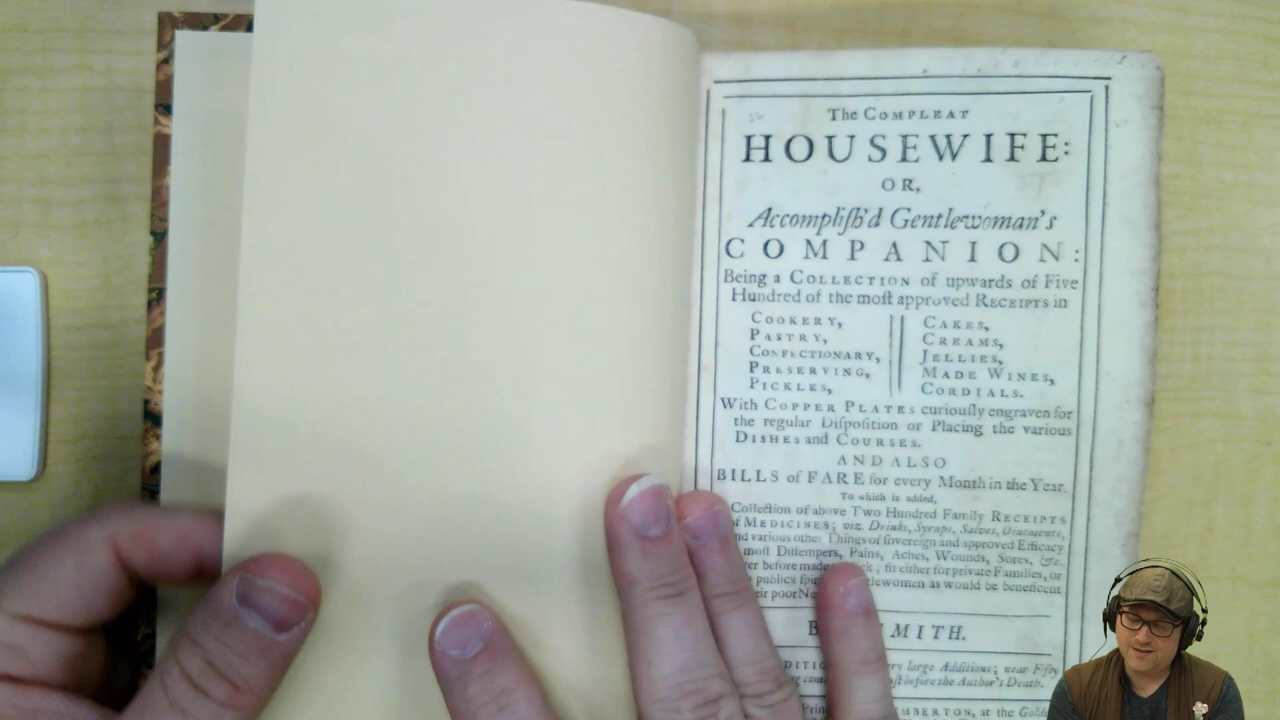 The COMPLEAT
HOUSEWIFE:
OR,
Accompliſh'd Gentlewoman's
COMPANION:
Being a COLLECTION of upwards of Five
Hundred of the moſt approved RECEIPTS in
COOKERY,
PASTRY,
CONFECTIONARY,
PRESERVING,
PICKLES,
CAKES,
CREAMS,
JELLIES,
MADE WINES,
CORDIALS.
With COPPER PLATES curiouſly engraven for
the regular Diſpoſition or Placing the various
DISHES and COURSES.
AND ALSO
BILLS of FARE for every Month in the Year.
To which is added,
Collection of above Two Hundred Family RECEIPTS
of MEDICINES; viz. Drinks, Syrups, Salves, Ointments,
and various other Things of ſovereign and approved Efficacy
moſt Diſtempers, Pains, Aches, Wounds, Sores, &c.
before made; fit either for private Families, or
publick as would be beneficent
poor
SMITH.
very large Additions; near Fifty
before the Author's Death.
PEMBERTON, at the